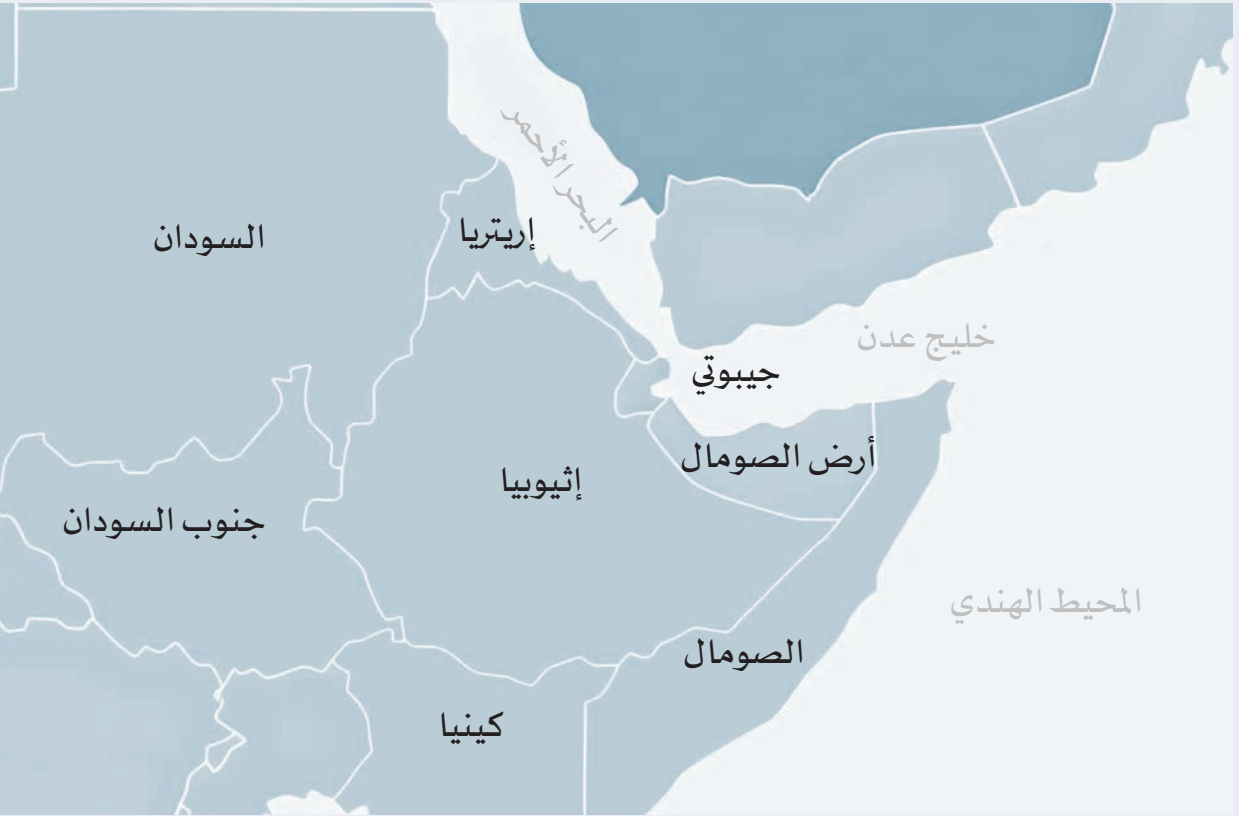 البحر الأحمر
السودان
إريتريا
خليج عدن
جيبوتي
أرض الصومال
إثيوبيا
جنوب السودان
المحيط الهندي
الصومال
كينيا